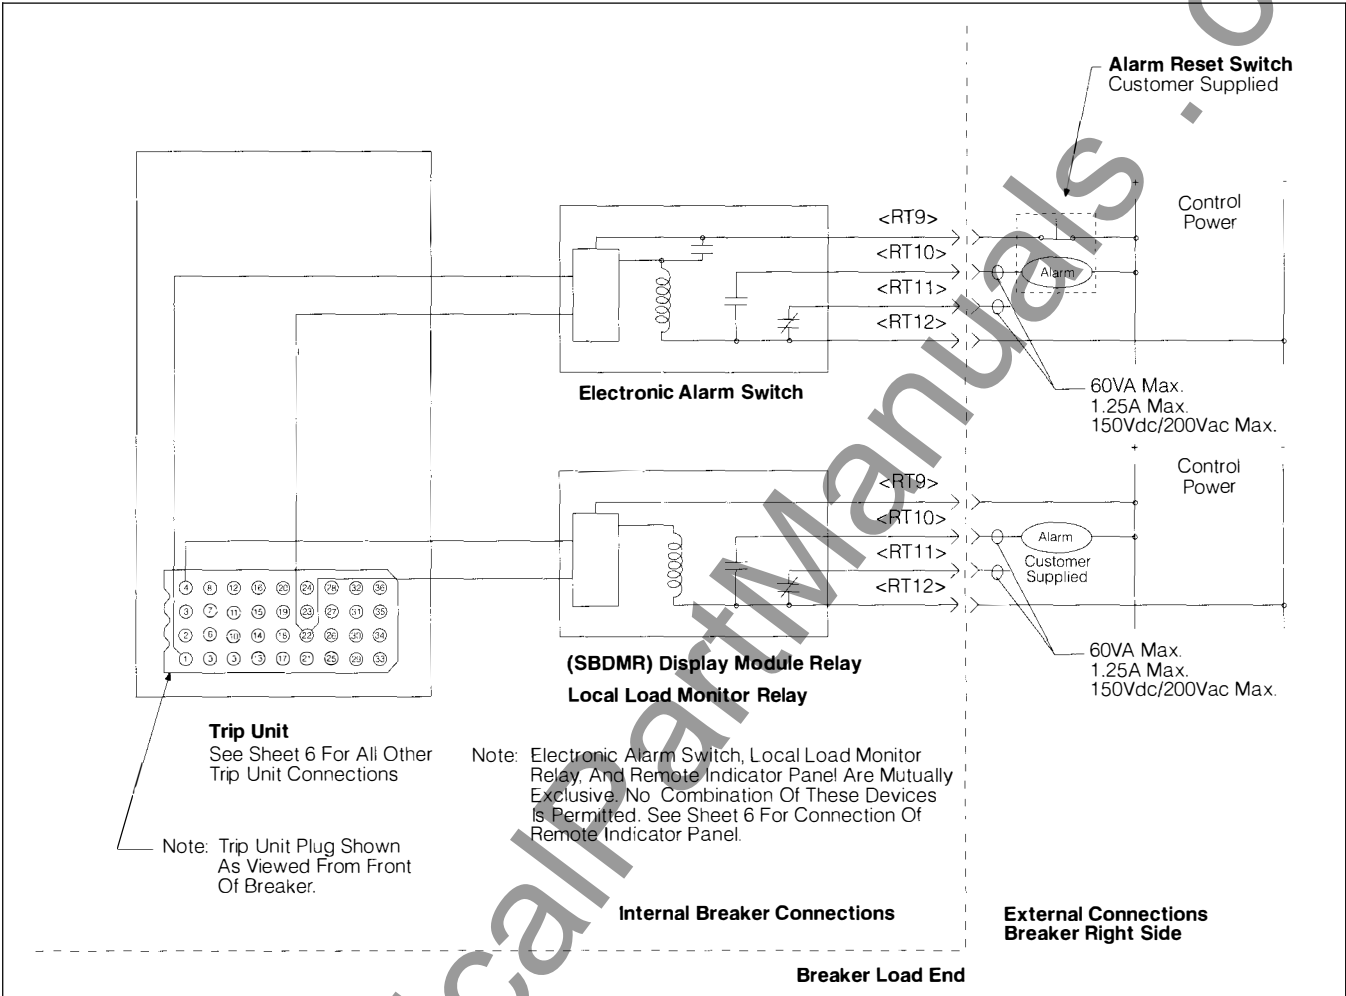 Alarm Reset Switch
Customer Supplied
Control
Power
<RT9>
<RT10>
Alarm
<RT11>
<RT12>
Electronic Alarm Switch
60VA Max.
1.25A Max.
150Vdc/200Vac Max.
Control
Power
<RT9>
<RT10>
Alarm
<RT11>
Customer
Supplied
<RT12>
4 8 12 16 20 24 28 32 36
3 7 11 15 19 23 27 31 35
2 6 10 14 18 22 26 30 34
1 17 21 25 29 33
60VA Max.
1.25A Max.
150Vdc/200Vac Max.
(SBDMR) Display Module Relay
Local Load Monitor Relay
Trip Unit
See Sheet 6 For All Other
Trip Unit Connections
Note: Electronic Alarm Switch, Local Load Monitor
Relay, And Remote Indicator Panel Are Mutually
Exclusive. No Combination Of These Devices
Is Permitted. See Sheet 6 For Connection Of
Remote Indicator Panel.
Note: Trip Unit Plug Shown
As Viewed From Front
Of Breaker.
Internal Breaker Connections
External Connections
Breaker Right Side
Breaker Load End
calPartManuals . c